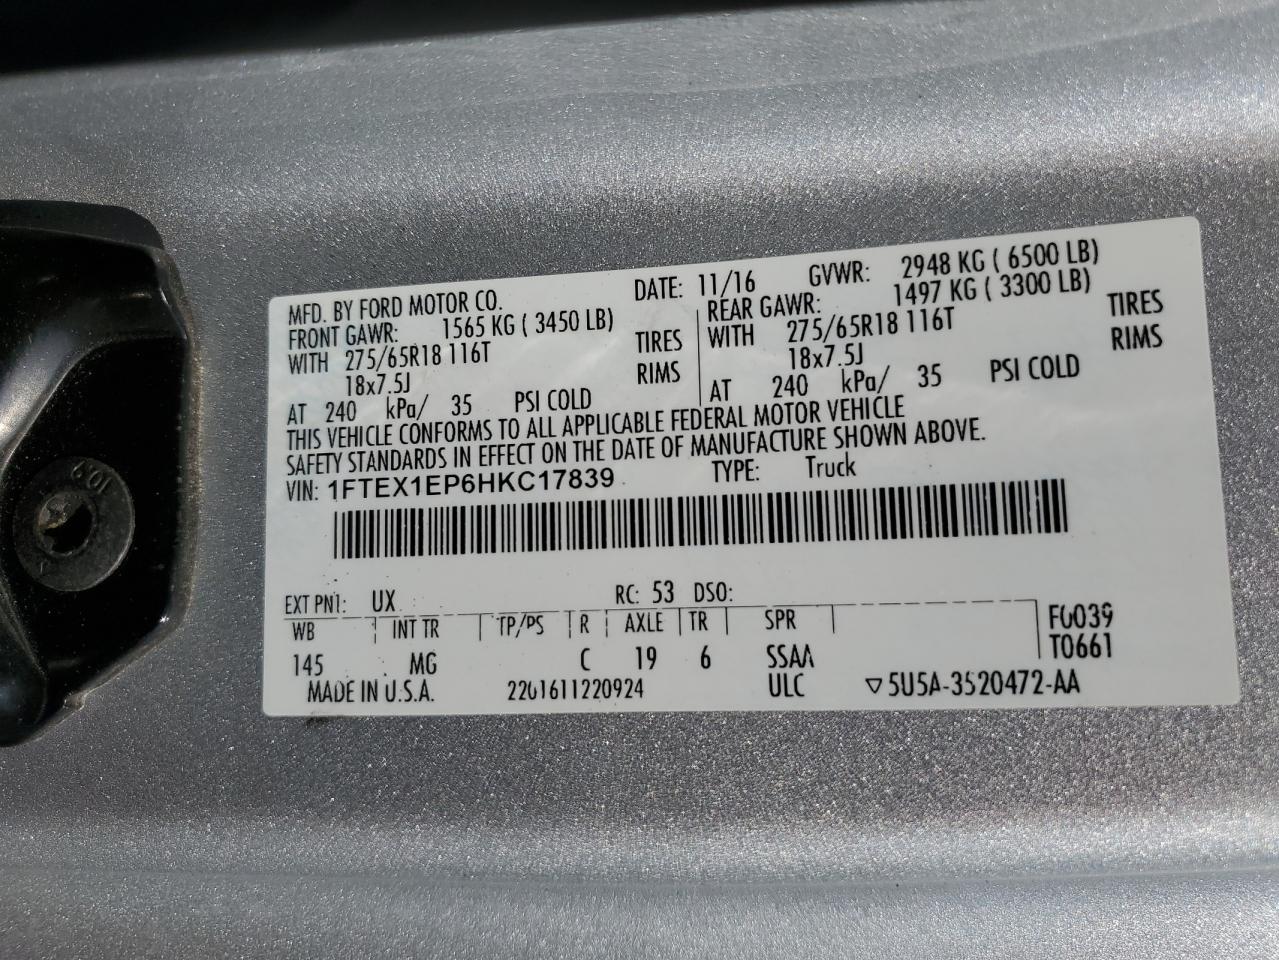 MFD. BY FORD MOTOR CO. DATE: 11/16 GVWR: 2948 KG ( 6500 LB)
FRONT GAWR: 1565 KG ( 3450 LB) REAR GAWR: 1497 KG ( 3300 LB)
WITH 275/65R18 116T TIRES WITH 275/65R18 116T TIRES
18x7.5J RIMS 18x7.5J RIMS
AT 240 kPa/ 35 PSI COLD AT 240 kPa/ 35 PSI COLD
THIS VEHICLE CONFORMS TO ALL APPLICABLE FEDERAL MOTOR VEHICLE
SAFETY STANDARDS IN EFFECT ON THE DATE OF MANUFACTURE SHOWN ABOVE.
VIN: 1FTEX1EP6HKC17839 TYPE: Truck
EXT PNT: UX RC: 53 DSO:
WB INT TR TP/PS R AXLE TR SPR F0039
145 MG C 19 6 SSAA T0661
MADE IN U.S.A. 2201611220924 ULC ▽5U5A-3520472-AA
10.9